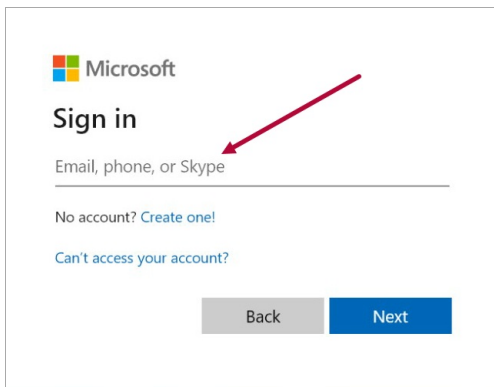 Microsoft
Sign in
Email, phone, or Skype
No account? Create one!
Can't access your account?
Back
Next